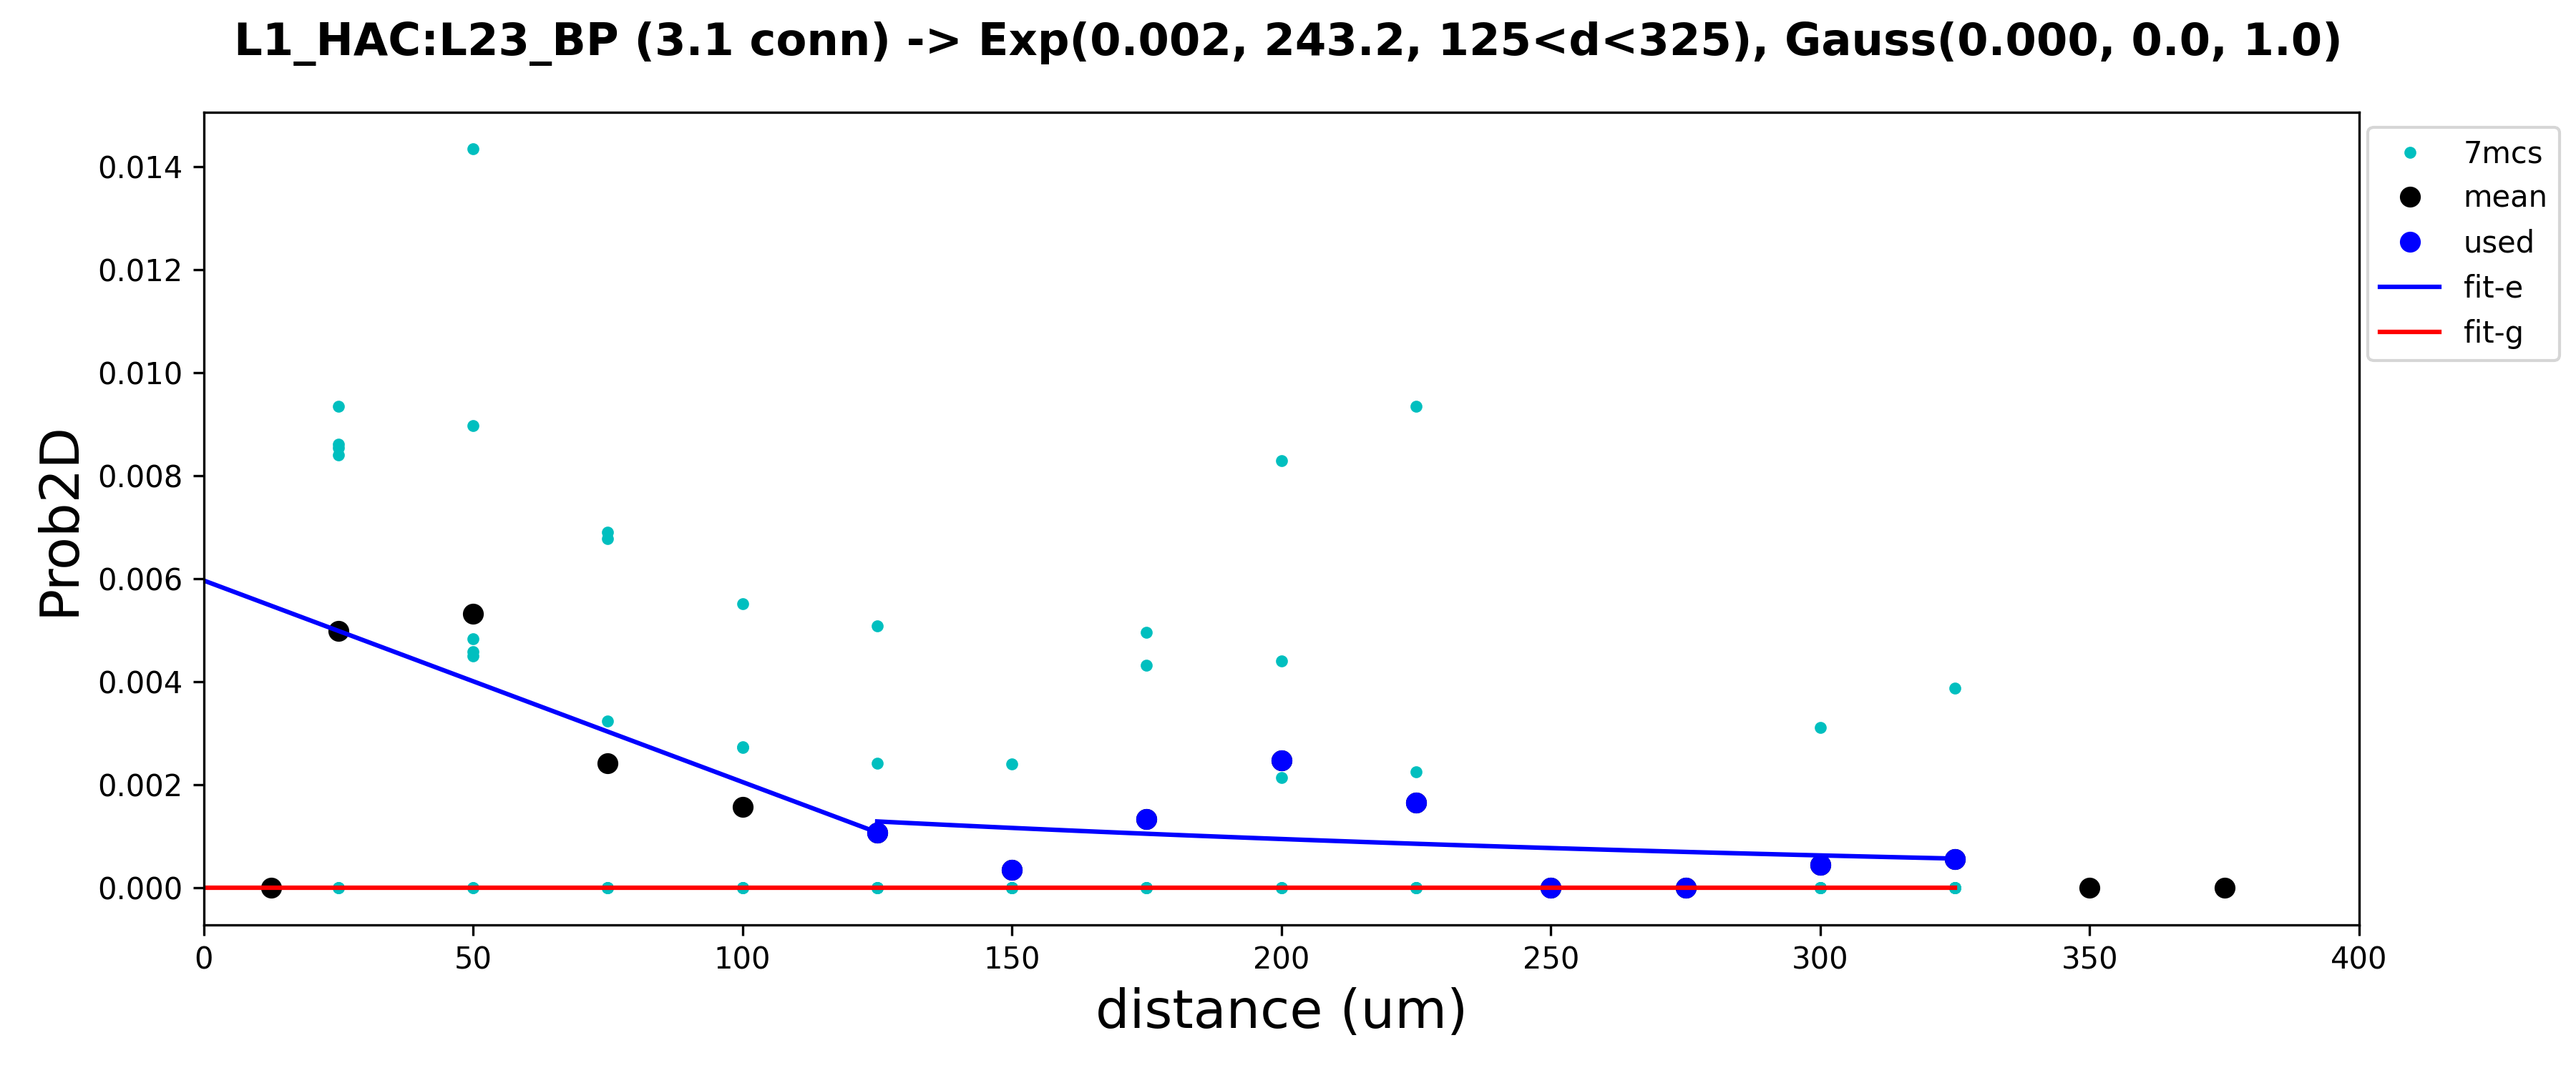 L1_HAC:L23_BP (3.1 conn) -> Exp(0.002, 243.2, 125<d<325), Gauss(0.000, 0.0, 1.0)
7mcs
mean
used
fit-e
fit-g
Prob2D
0.014
0.012
0.010
0.008
0.006
0.004
0.002
0.000
0 50 100 150 200 250 300 350 400
distance (um)